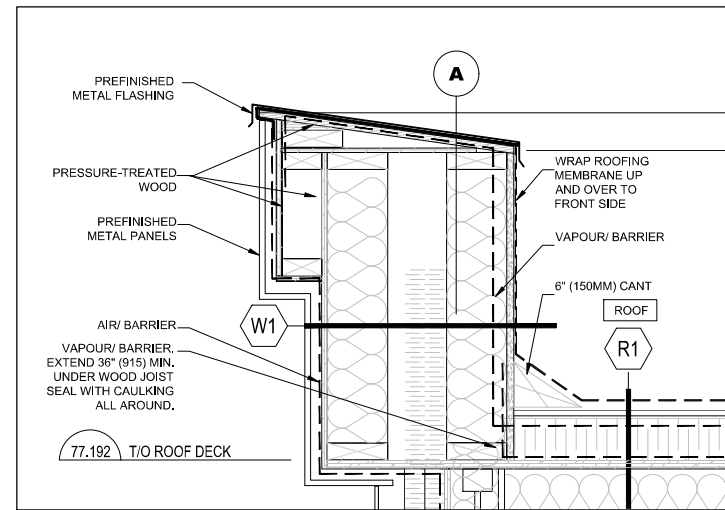 A
PREFINISHED
METAL FLASHING
PRESSURE-TREATED
WOOD
PREFINISHED
METAL PANELS
AIR/ BARRIER
VAPOUR/ BARRIER.
EXTEND 36" (915) MIN.
UNDER WOOD JOIST
SEAL WITH CAULKING
ALL AROUND.
77.192 T/O ROOF DECK
W1
WRAP ROOFING
MEMBRANE UP
AND OVER TO
FRONT SIDE
VAPOUR/ BARRIER
6" (150MM) CANT
ROOF
R1